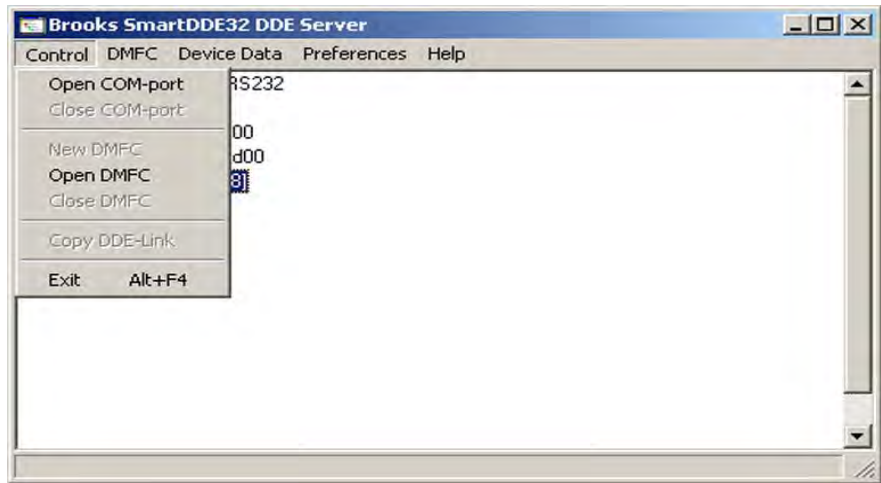 Brooks SmartDDE32 DDE Server
Control DMFC Device Data Preferences Help
Open COM-port
RS232
Close COM-port
00
New DMFC
d00
Open DMFC
8]
Close DMFC
Copy DDE-Link
Exit Alt+F4